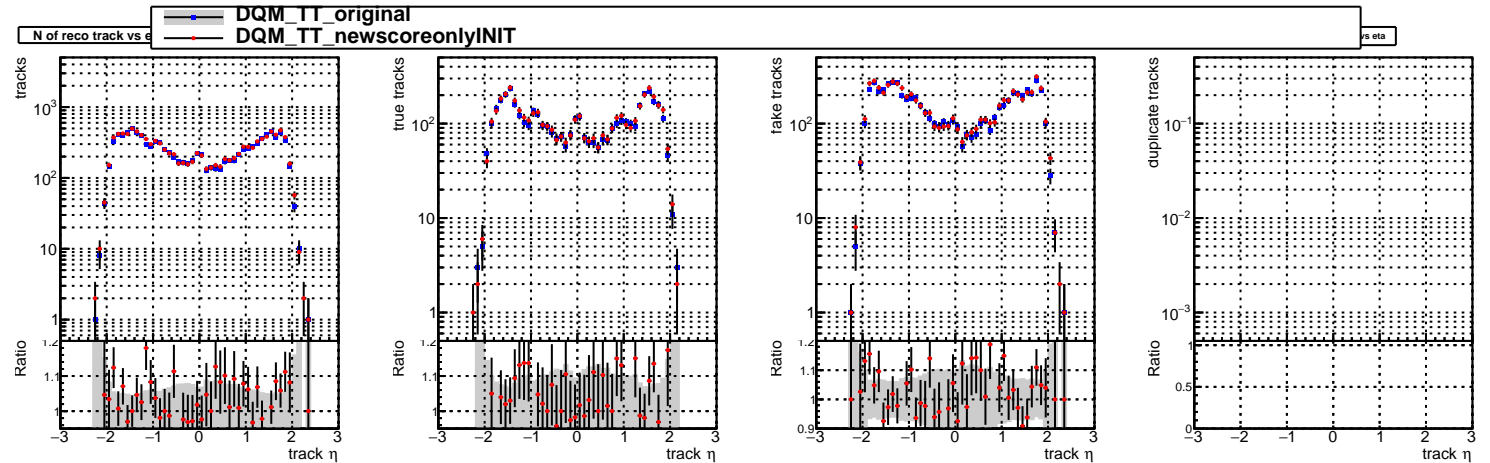 DQM_TT_original
DQM_TT_newscoreonlyINIT
N of reco track vs e
vs eta
tracks
10³
10²
10
1
Ratio
1.2
1.1
1
−3 −2 −1 0 1 2 3
track η
true tracks
10²
10
1
Ratio
1.2
1.1
1
−3 −2 −1 0 1 2 3
track η
fake tracks
10²
10
1
Ratio
1.2
1.1
1
0.9
−3 −2 −1 0 1 2 3
track η
duplicate tracks
10⁻¹
10⁻²
10⁻³
Ratio
1
0.5
0
−3 −2 −1 0 1 2 3
track η